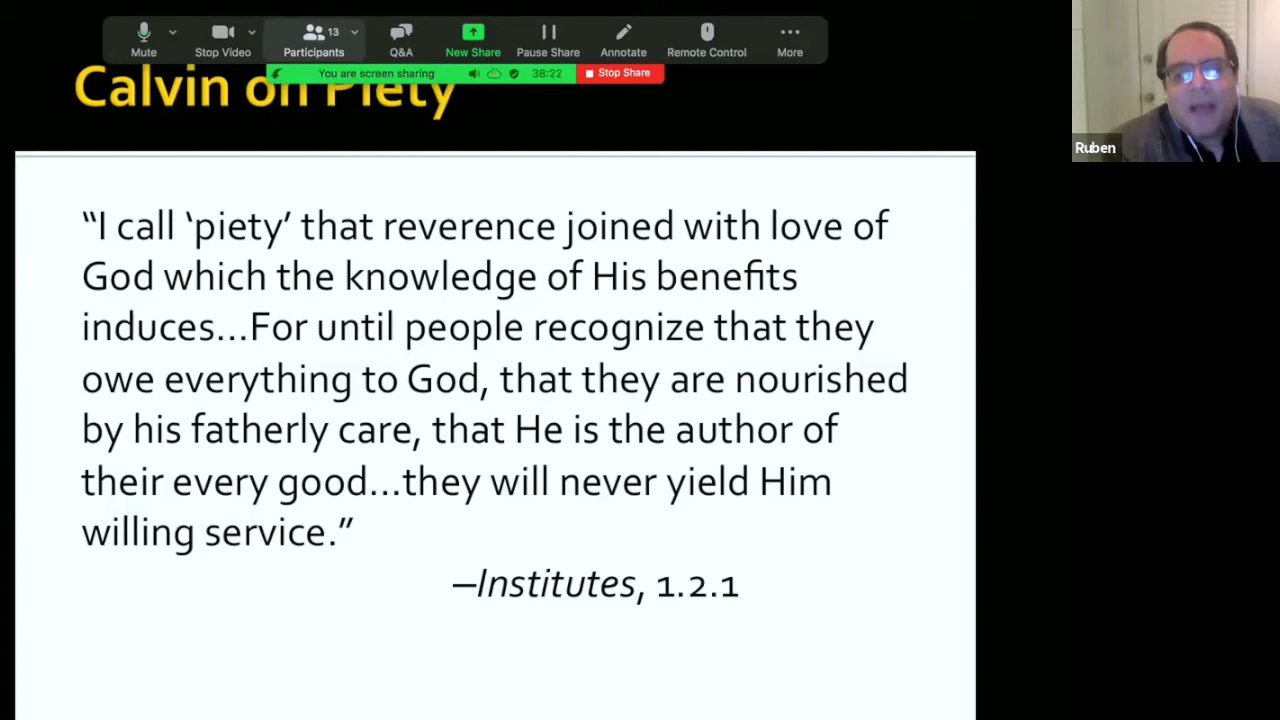 13
Mute
Stop Video
Participants
Q&A
New Share
Pause Share
Annotate
Remote Control
More
You are screen sharing
38:22
Stop Share
Calvin on Piety
Ruben
“I call ‘piety’ that reverence joined with love of
God which the knowledge of His benefits
induces…For until people recognize that they
owe everything to God, that they are nourished
by his fatherly care, that He is the author of
their every good…they will never yield Him
willing service.”
–Institutes, 1.2.1